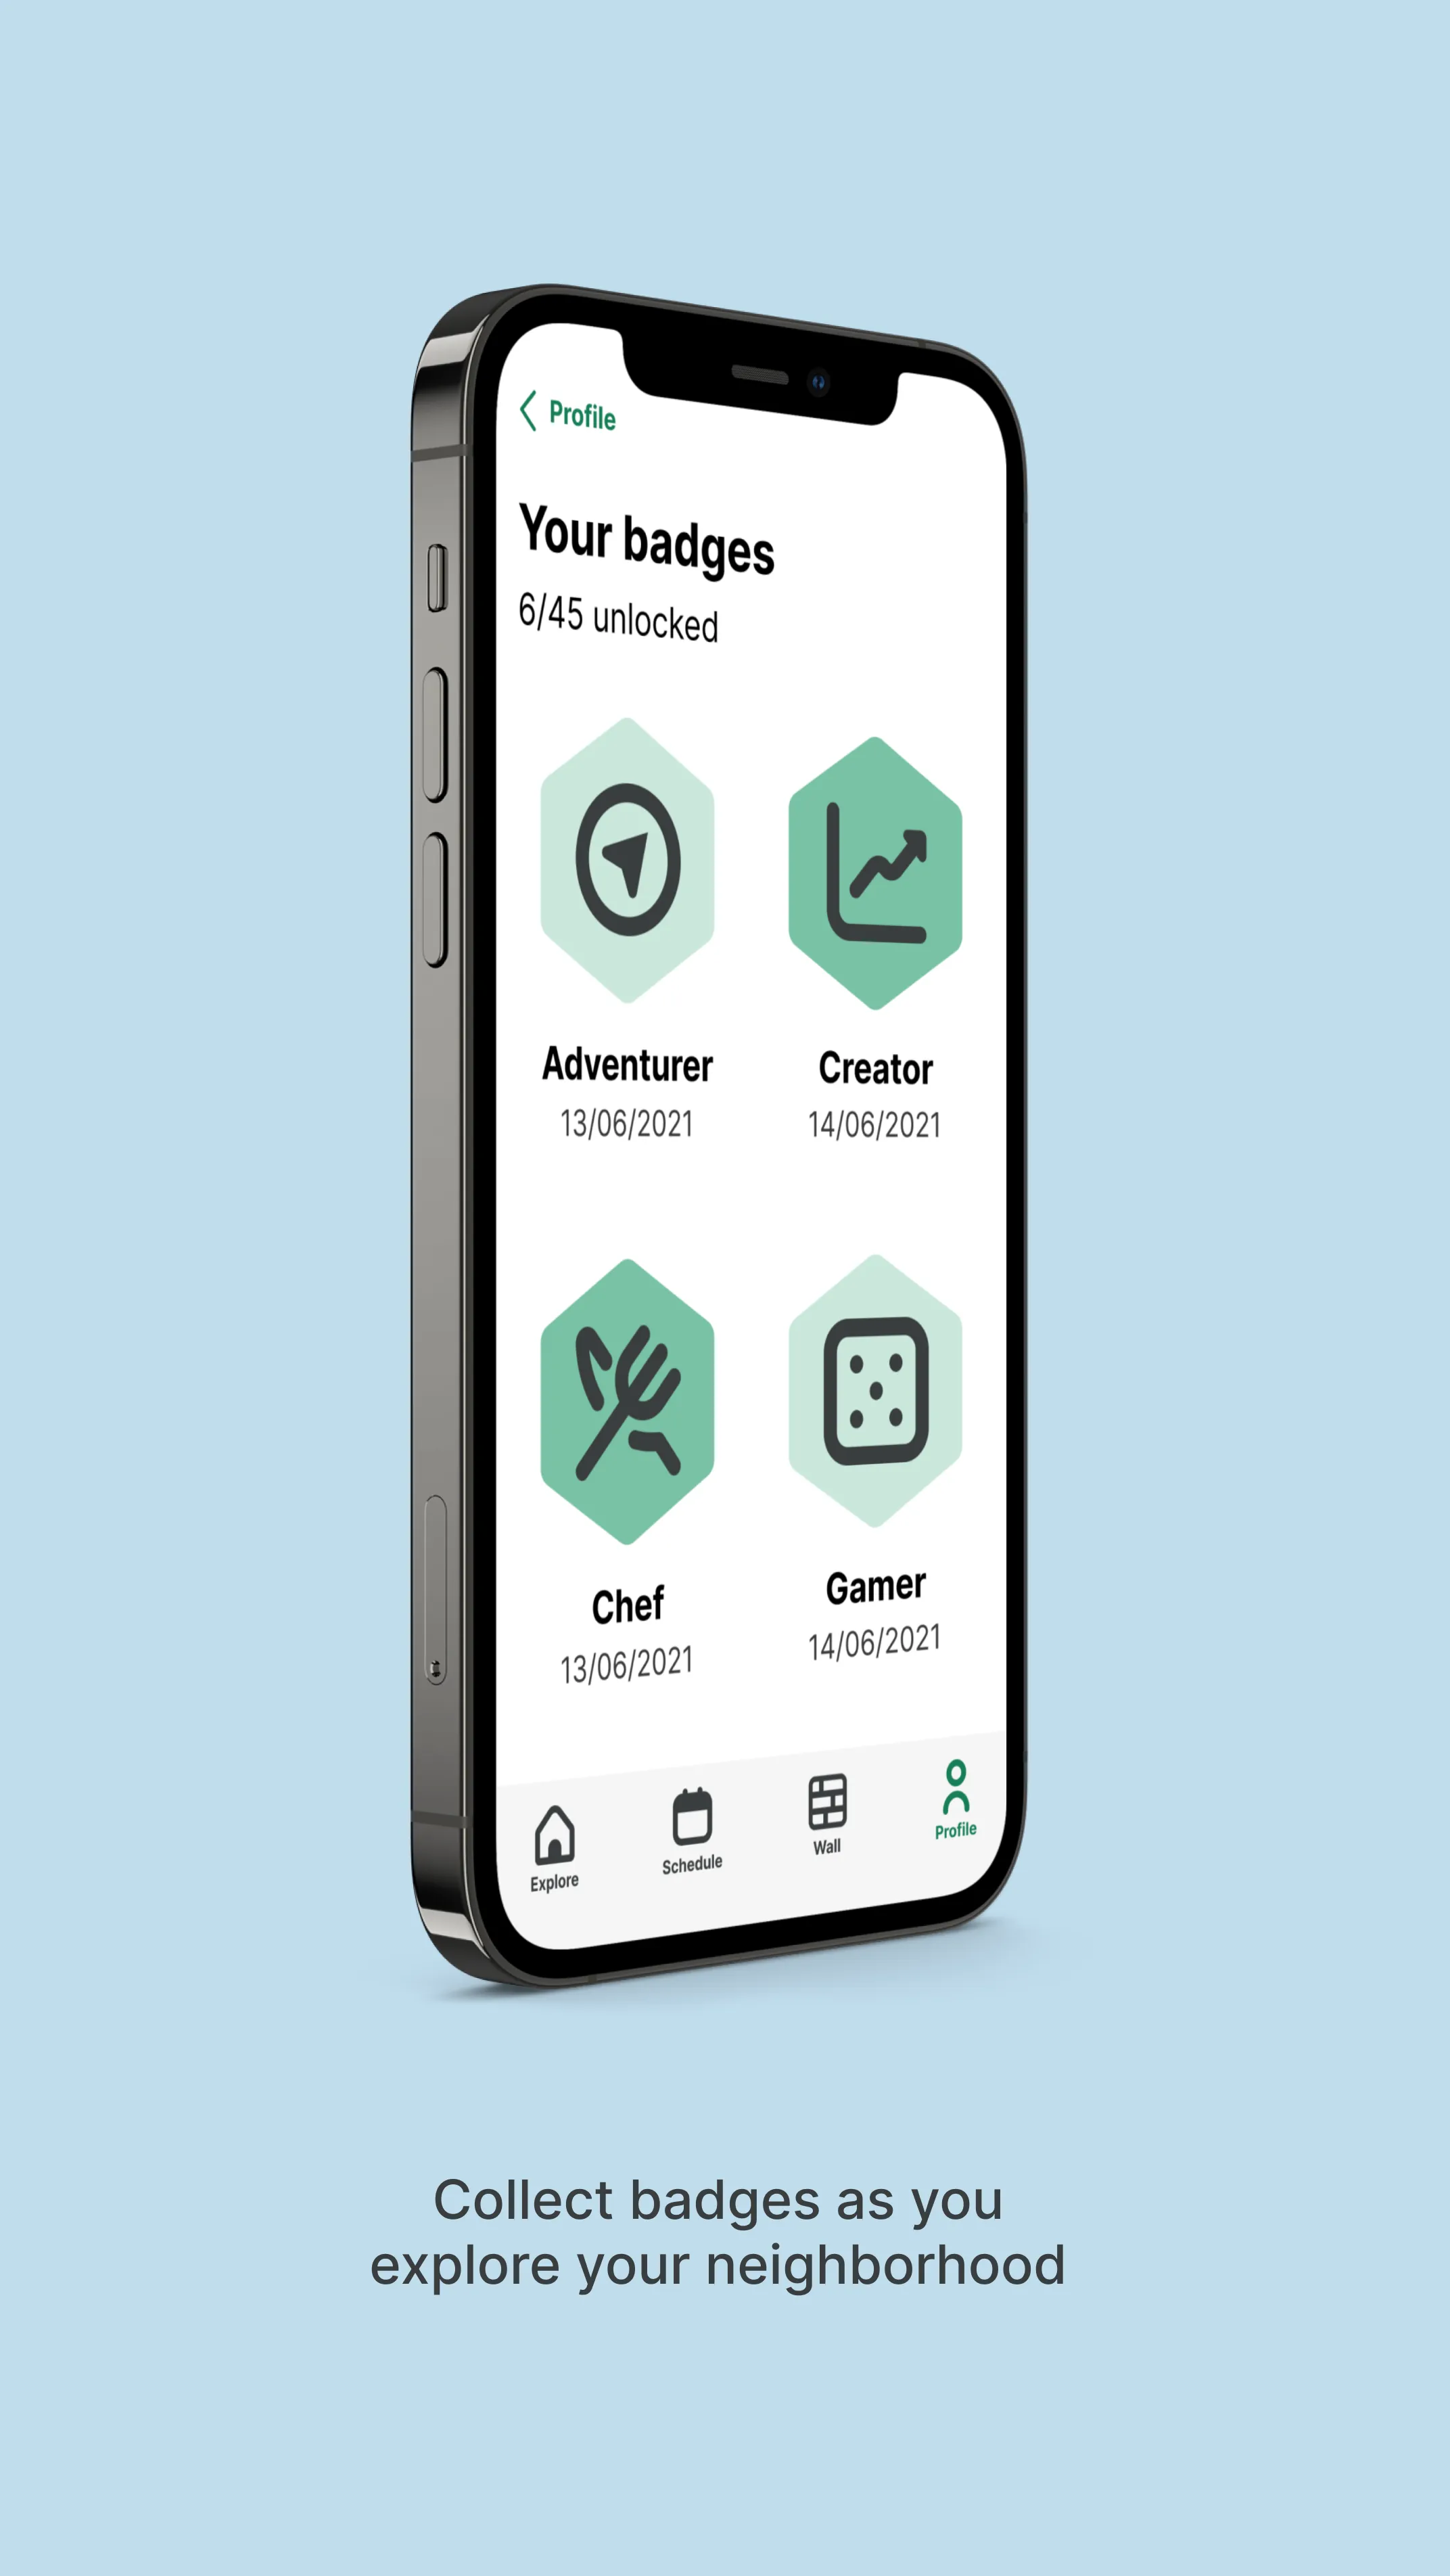 Profile
Your badges
6/45 unlocked
Adventurer
13/06/2021
Creator
14/06/2021
Chef
13/06/2021
Gamer
14/06/2021
Explore
Schedule
Wall
Profile
Collect badges as you
explore your neighborhood